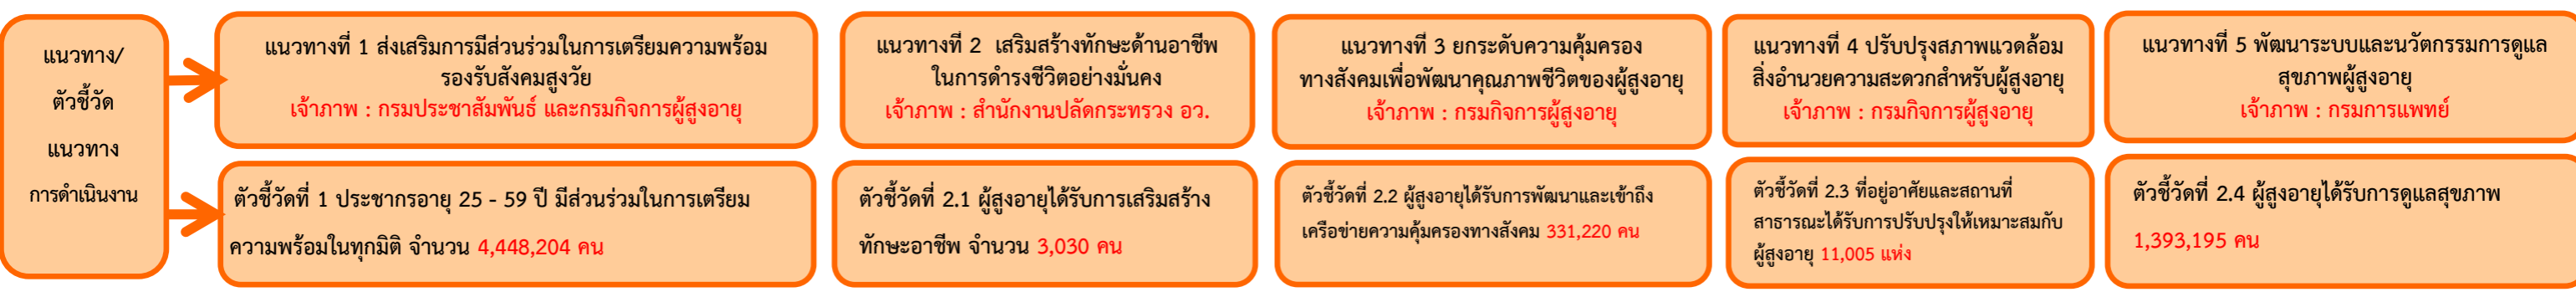 แนวทาง/
ตัวชี้วัด
แนวทาง
การดำเนินงาน
แนวทางที่ 1 ส่งเสริมการมีส่วนร่วมในการเตรียมความพร้อม
รองรับสังคมสูงวัย
เจ้าภาพ : กรมประชาสัมพันธ์ และกรมกิจการผู้สูงอายุ
แนวทางที่ 2 เสริมสร้างทักษะด้านอาชีพ
ในการดำรงชีวิตอย่างมั่นคง
เจ้าภาพ : สำนักงานปลัดกระทรวง อว.
แนวทางที่ 3 ยกระดับความคุ้มครอง
ทางสังคมเพื่อพัฒนาคุณภาพชีวิตของผู้สูงอายุ
เจ้าภาพ : กรมกิจการผู้สูงอายุ
แนวทางที่ 4 ปรับปรุงสภาพแวดล้อม
สิ่งอำนวยความสะดวกสำหรับผู้สูงอายุ
เจ้าภาพ : กรมกิจการผู้สูงอายุ
แนวทางที่ 5 พัฒนาระบบและนวัตกรรมการดูแล
สุขภาพผู้สูงอายุ
เจ้าภาพ : กรมการแพทย์
ตัวชี้วัดที่ 1 ประชากรอายุ 25 - 59 ปี มีส่วนร่วมในการเตรียม
ความพร้อมในทุกมิติ จำนวน 4,448,204 คน
ตัวชี้วัดที่ 2.1 ผู้สูงอายุได้รับการเสริมสร้าง
ทักษะอาชีพ จำนวน 3,030 คน
ตัวชี้วัดที่ 2.2 ผู้สูงอายุได้รับการพัฒนาและเข้าถึง
เครือข่ายความคุ้มครองทางสังคม 331,220 คน
ตัวชี้วัดที่ 2.3 ที่อยู่อาศัยและสถานที่
สาธารณะได้รับการปรับปรุงให้เหมาะสมกับ
ผู้สูงอายุ 11,005 แห่ง
ตัวชี้วัดที่ 2.4 ผู้สูงอายุได้รับการดูแลสุขภาพ
1,393,195 คน